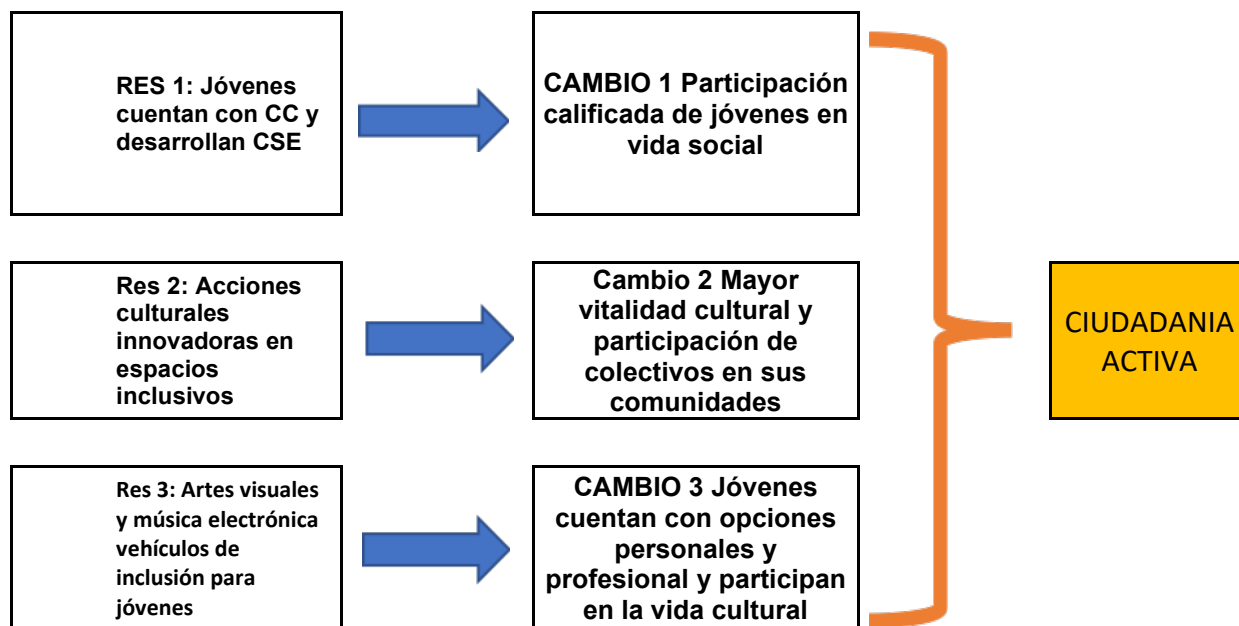 RES 1: Jóvenes
cuentan con CC y
desarrollan CSE
CAMBIO 1 Participación
calificada de jóvenes en
vida social
Res 2: Acciones
culturales
innovadoras en
espacios
inclusivos
Cambio 2 Mayor
vitalidad cultural y
participación de
colectivos en sus
comunidades
CIUDADANIA
ACTIVA
Res 3: Artes visuales
y música electrónica
vehículos de
inclusión para
jóvenes
CAMBIO 3 Jóvenes
cuentan con opciones
personales y
profesional y participan
en la vida cultural